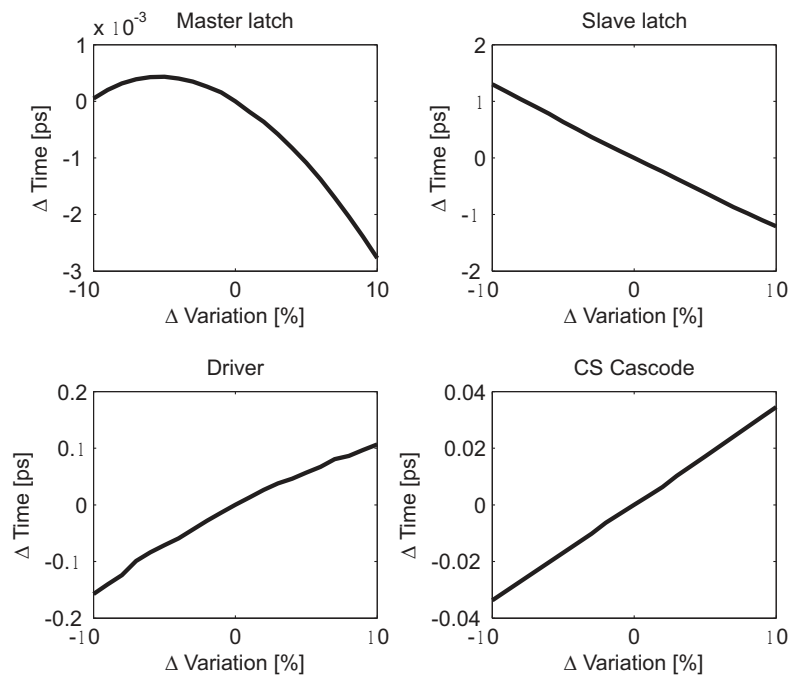 x 10-3
Master latch
1
0
-1
-2
-3
-10
0
10
Δ Time [ps]
Δ Variation [%]
Slave latch
2
1
0
-1
-2
-10
0
10
Δ Time [ps]
Δ Variation [%]
Driver
0.2
0.1
0
-0.1
-0.2
-10
0
10
Δ Time [ps]
Δ Variation [%]
CS Cascode
0.04
0.02
0
-0.02
-0.04
-10
0
10
Δ Time [ps]
Δ Variation [%]